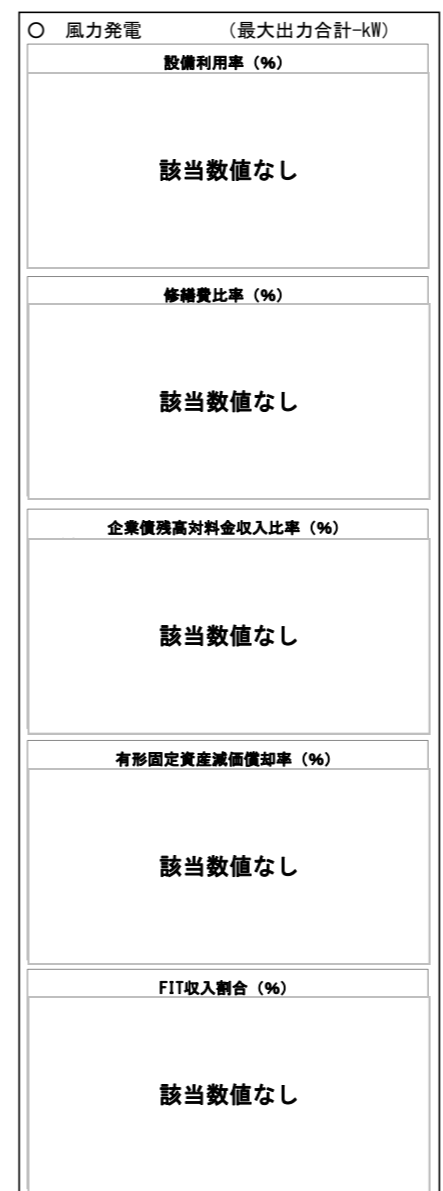 ○ 風力発電 （最大出力合計-kW）
設備利用率（%）
該当数値なし
修繕費比率（%）
該当数値なし
企業債残高対料金収入比率（%）
該当数値なし
有形固定資産減価償却率（%）
該当数値なし
FIT収入割合（%）
該当数値なし